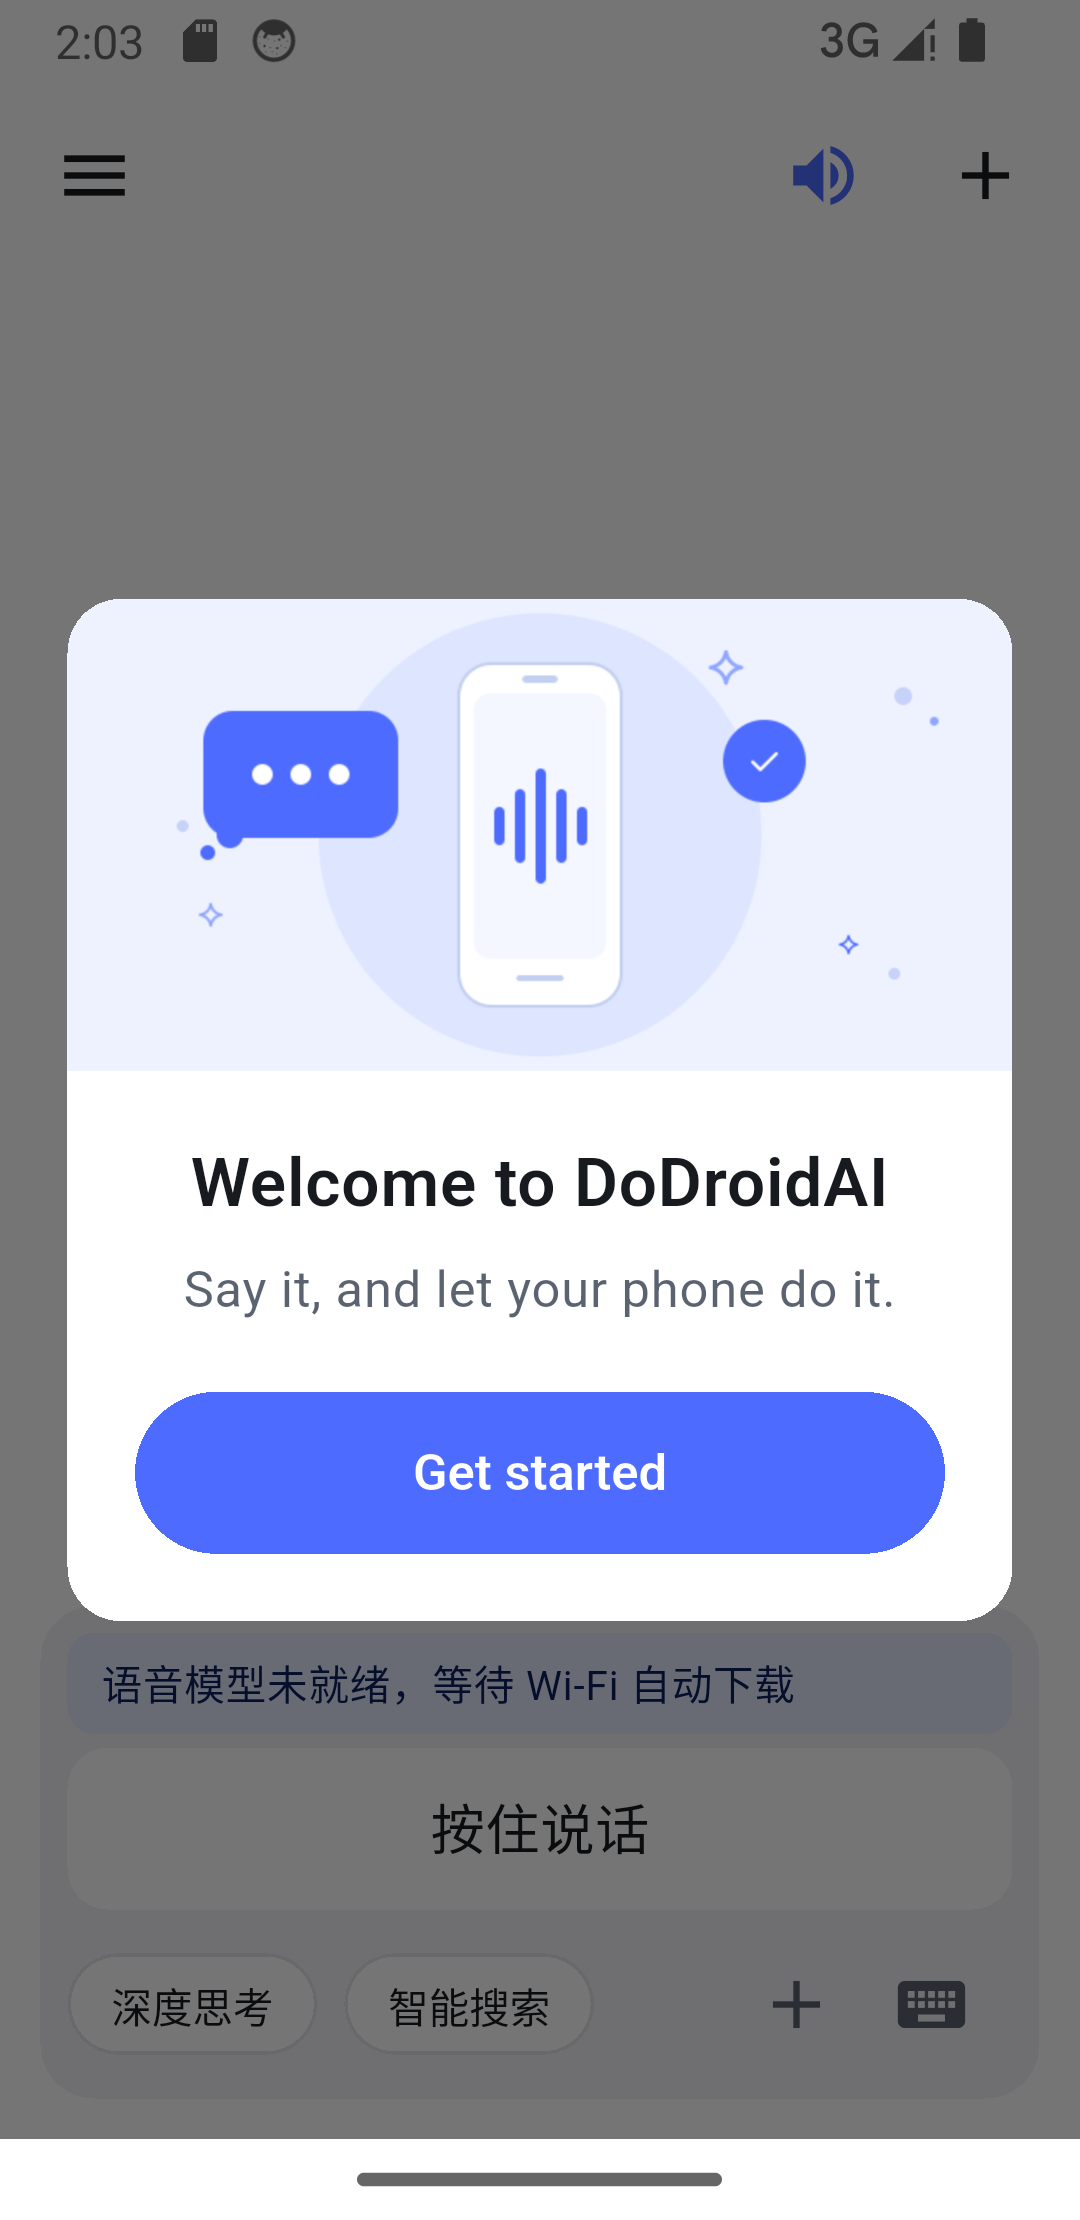 2:03
3G
Welcome to DoDroidAI
Say it, and let your phone do it.
Get started
语音模型未就绪，等待 Wi-Fi 自动下载
按住说话
深度思考
智能搜索